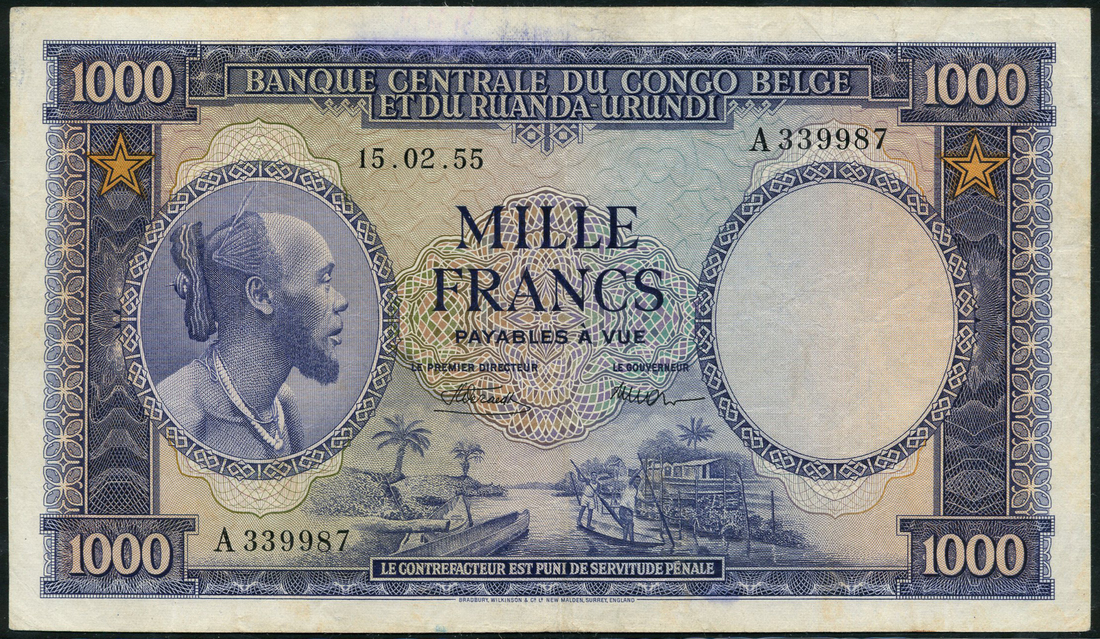 1000 BANQUE CENTRALE DU CONGO BELGE 1000
ET DU RUANDA-URUNDI
15.02.55
A 339987
MILLE
FRANCS
PAYABLES À VUE
LE PREMIER DIRECTEUR LE GOUVERNEUR
A 339987
1000 1000
LE CONTREFACTEUR EST PUNI DE SERVITUDE PÉNALE
BRADBURY, WILKINSON & Cº. Lᵈ. NEW MALDEN, SURREY, ENGLAND